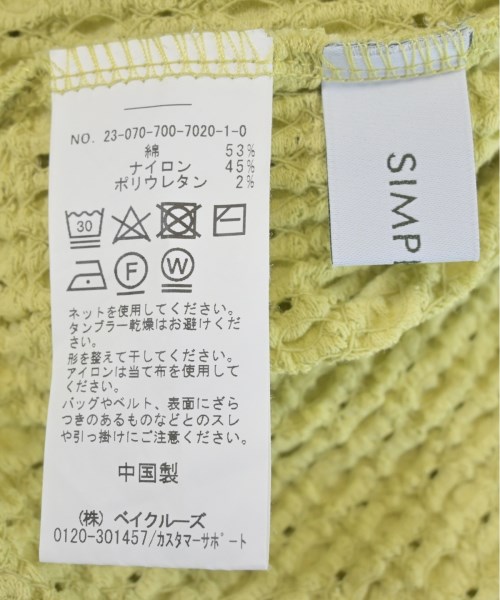 NO. 23-070-700-7020-1-0
綿 53%
ナイロン 45%
ポリウレタン 2%
30
F W
ネットを使用してください。
タンブラー乾燥はお避けくだ
さい。
形を整えて干してください。
アイロンは当て布を使用して
ください。
バッグやベルト、表面にざら
つきのあるものなどとのスレ
や引っ掛けにご注意ください。
中国製
(株) ベイクルーズ
0120-301457/カスタマーサポート
SIMP